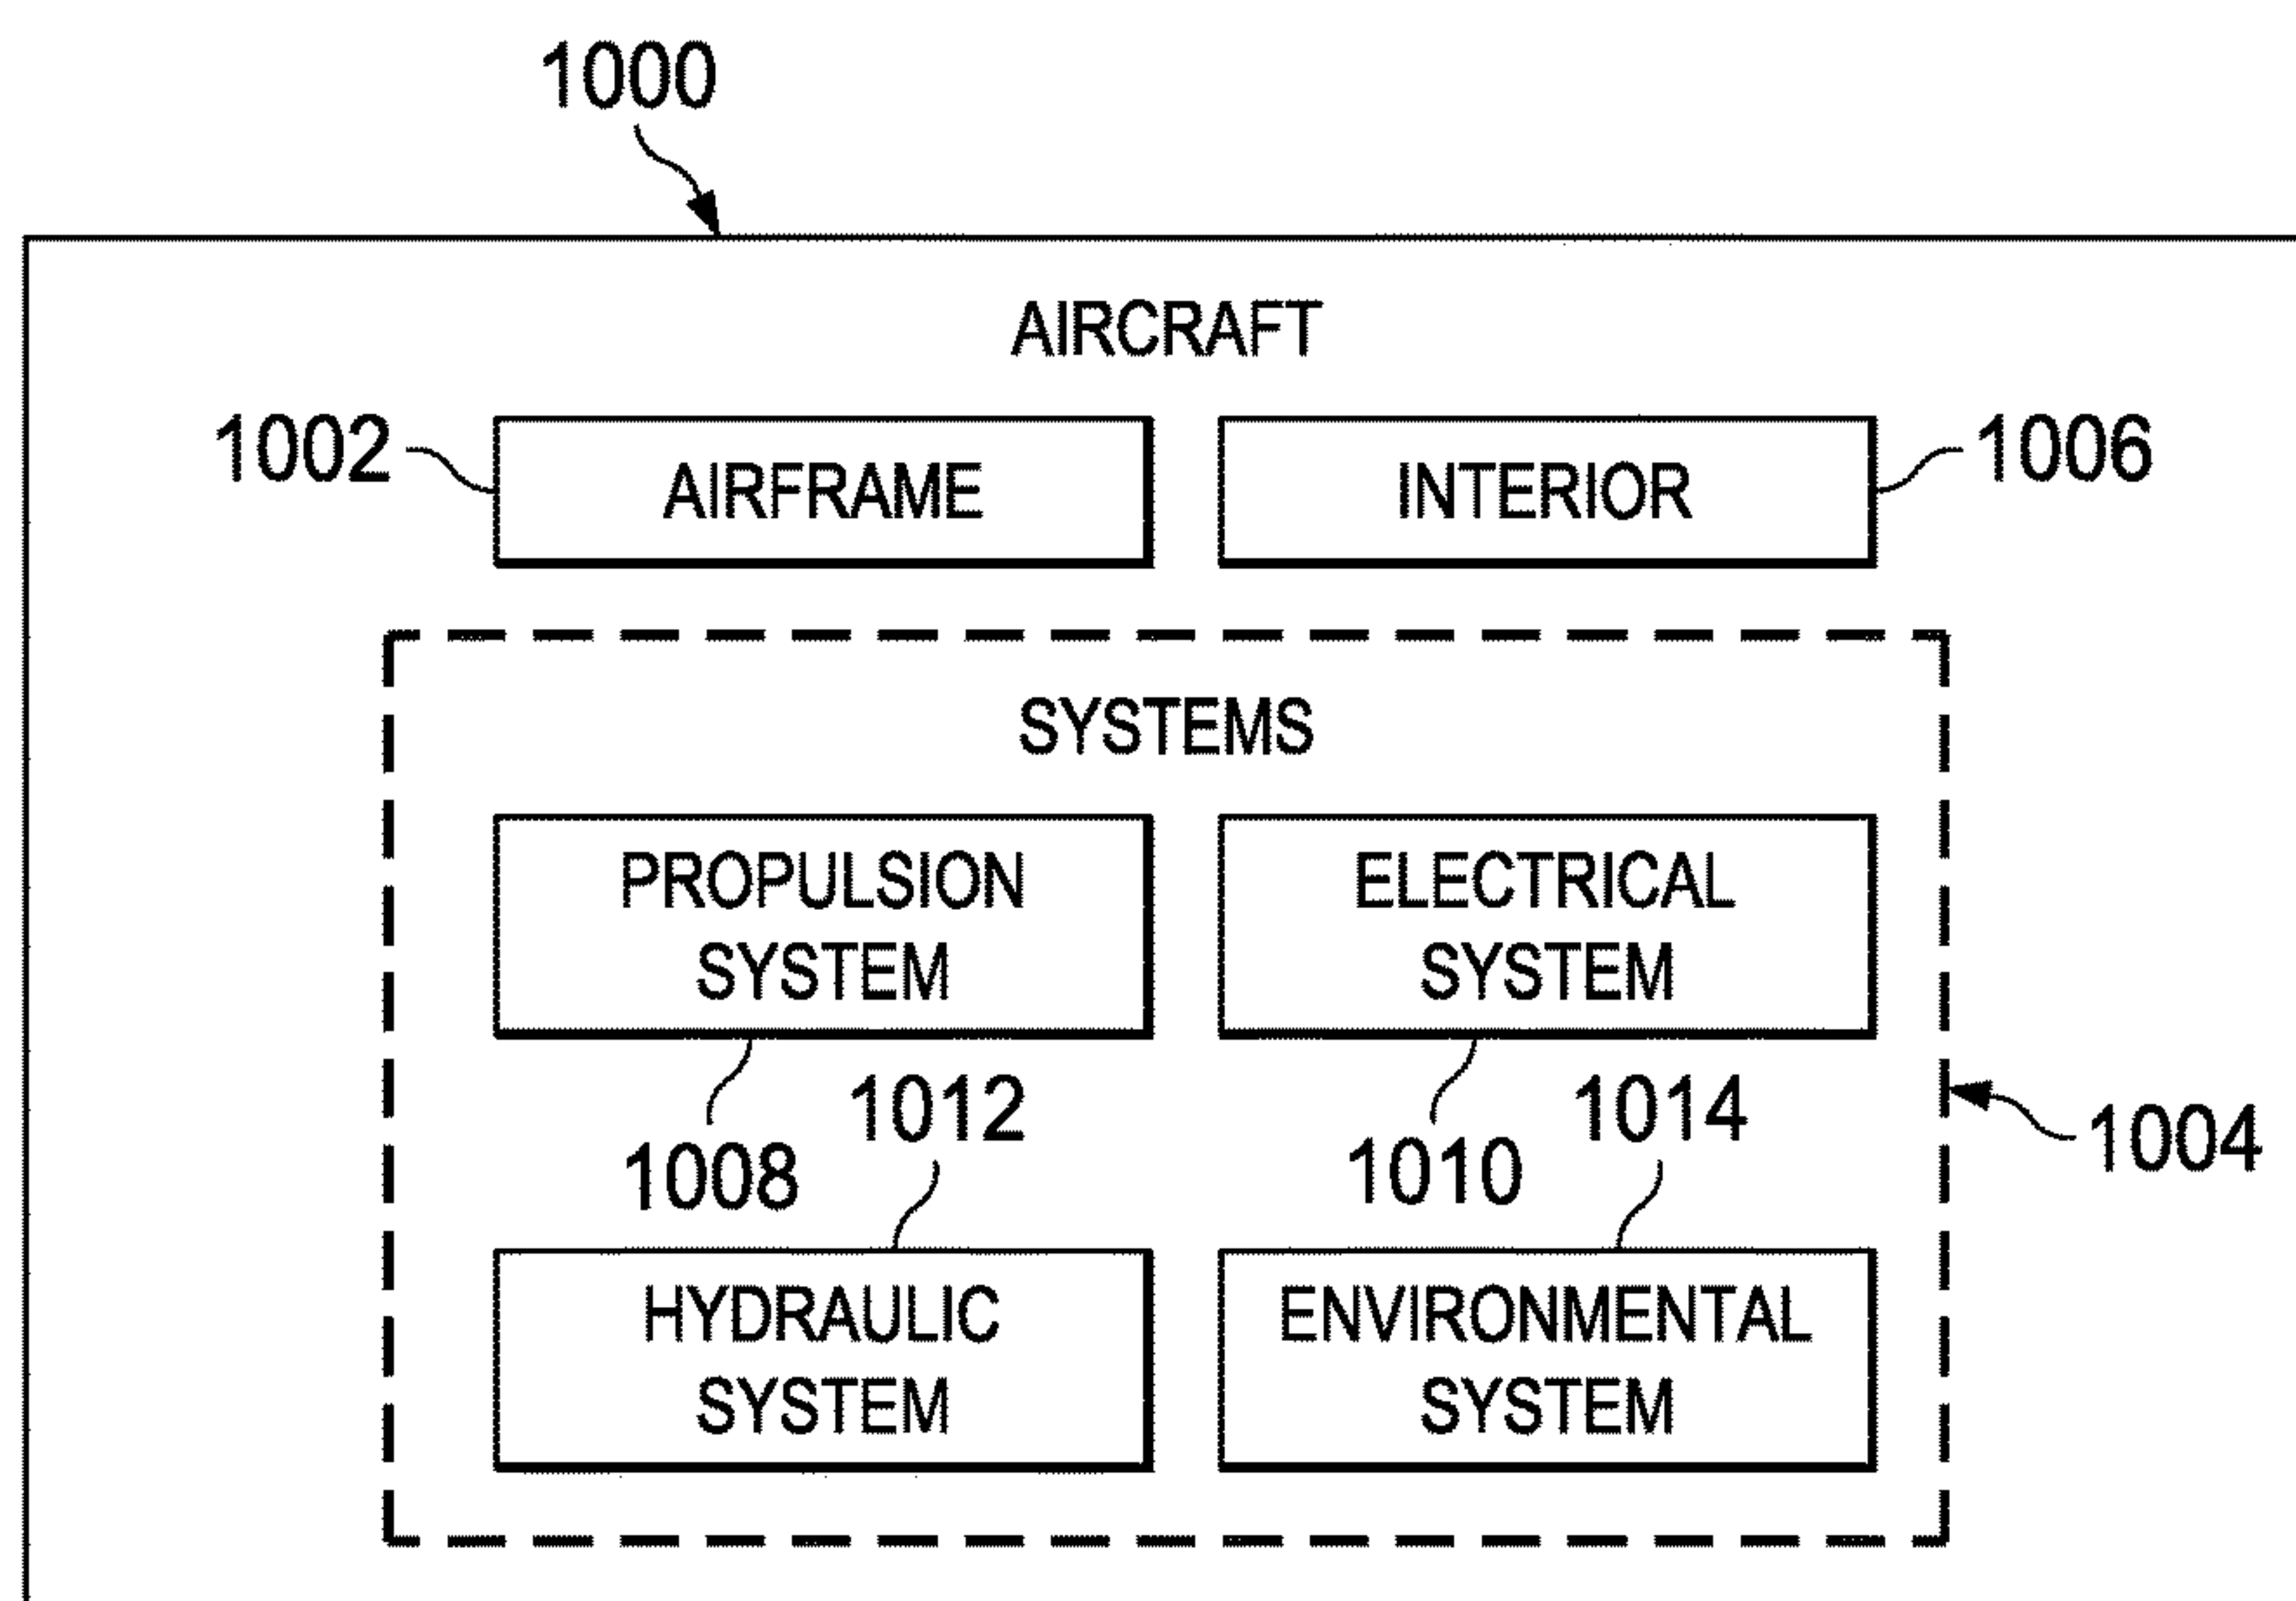 1000
AIRCRAFT
1002
AIRFRAME
INTERIOR
1006
SYSTEMS
PROPULSION
SYSTEM
ELECTRICAL
SYSTEM
1008
1012
1010
1014
1004
HYDRAULIC
SYSTEM
ENVIRONMENTAL
SYSTEM